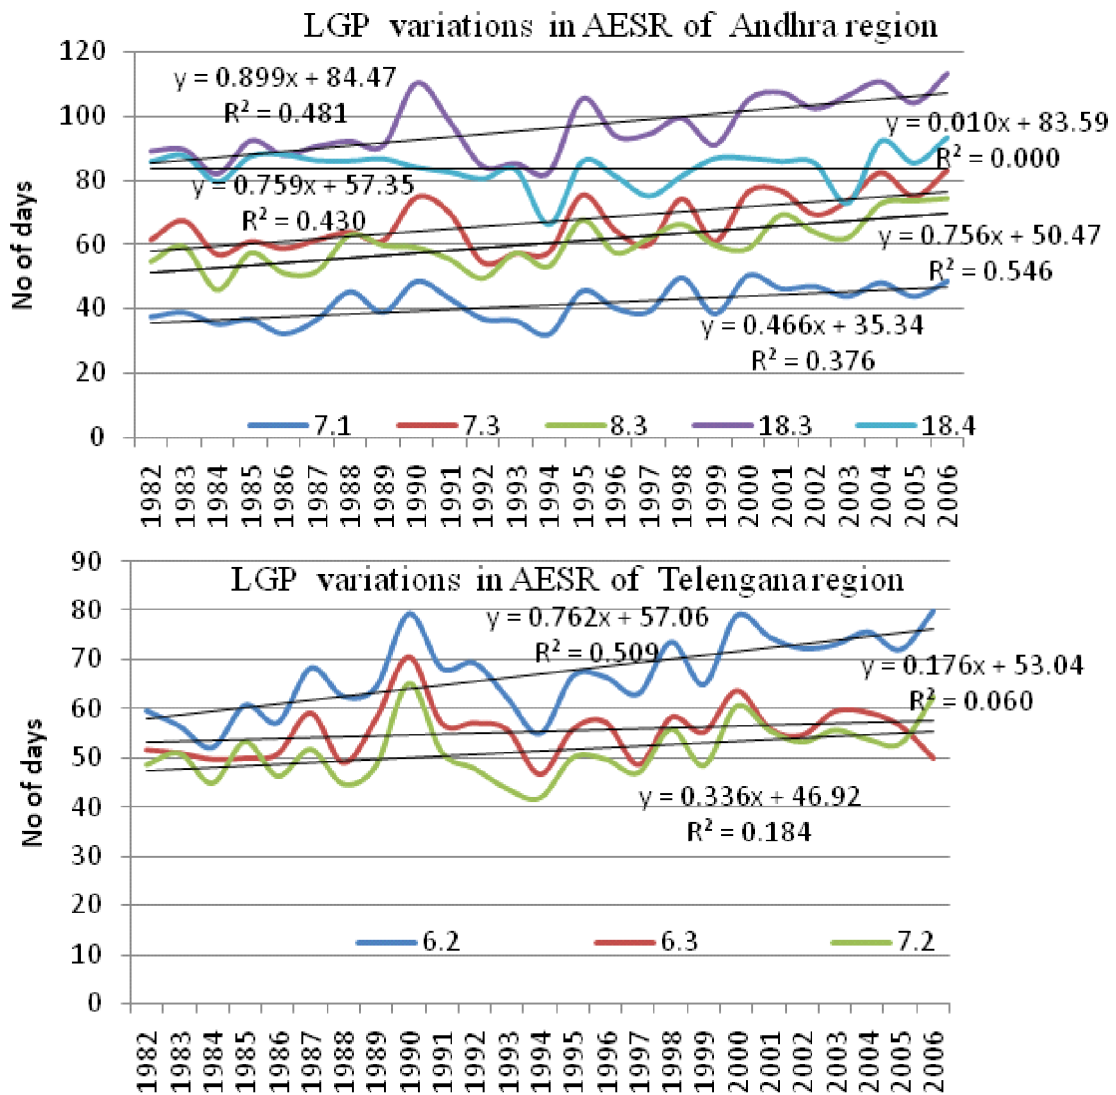 LGP variations in AESR of Andhra region
120
100
80
60
40
20
0
No of days
y = 0.899x + 84.47
R² = 0.481
y = 0.010x + 83.59
R² = 0.000
y = 0.759x + 57.35
R² = 0.430
y = 0.756x + 50.47
R² = 0.546
y = 0.466x + 35.34
R² = 0.376
7.1 7.3 8.3 18.3 18.4
1982 1983 1984 1985 1986 1987 1988 1989 1990 1991 1992 1993 1994 1995 1996 1997 1998 1999 2000 2001 2002 2003 2004 2005 2006
LGP variations in AESR of Telengana region
90
80
70
60
50
40
30
20
10
0
No of days
y = 0.762x + 57.06
R² = 0.509
y = 0.176x + 53.04
R² = 0.060
y = 0.336x + 46.92
R² = 0.184
6.2 6.3 7.2
1982 1983 1984 1985 1986 1987 1988 1989 1990 1991 1992 1993 1994 1995 1996 1997 1998 1999 2000 2001 2002 2003 2004 2005 2006